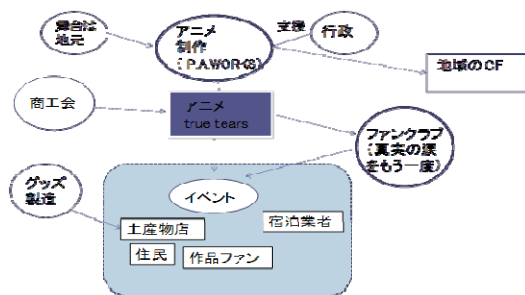 舞台は
地元
アニメ
制作
(P.A.WORKS)
支援
行政
地域のCF
商工会
アニメ
true tears
ファンクラブ
(真実の涙
をもう一度)
グッズ
製造
イベント
土産物店
宿泊業者
住民
作品ファン